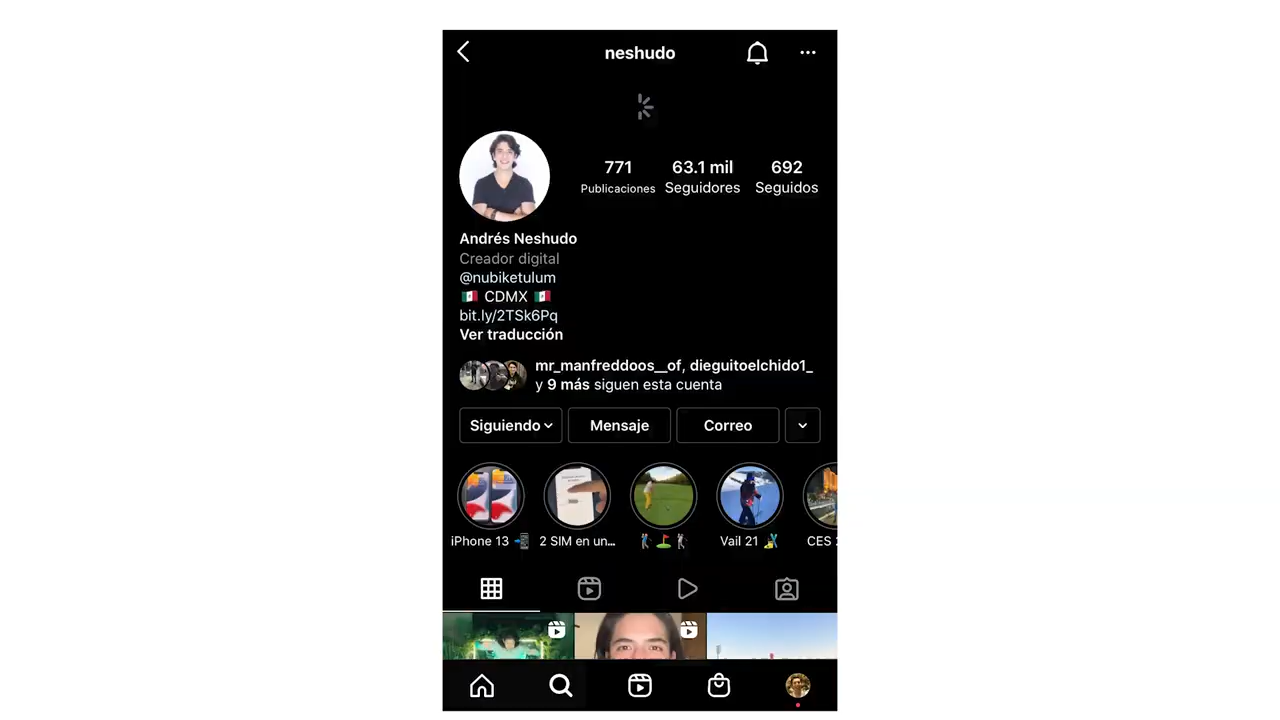 neshudo
771
63.1 mil
692
Publicaciones
Seguidores
Seguidos
Andrés Neshudo
Creador digital
@nubiketulum
🇲🇽 CDMX 🇲🇽
bit.ly/2TSk6Pq
Ver traducción
mr_manfreddoos__of, dieguitoelchido1_
y 9 más siguen esta cuenta
Siguiendo
Mensaje
Correo
iPhone 13 📲
2 SIM en un...
Vail 21
CES